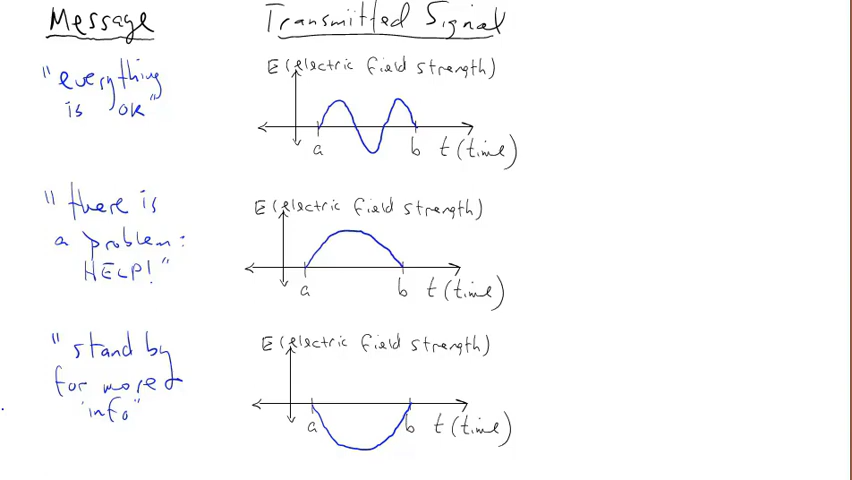 Message
Transmitted Signal
"everything
is OK"
E (electric field strength)
a
b
t (time)
"there is
a problem:
HELP!"
E (electric field strength)
a
b
t (time)
"stand by
for more
info"
E (electric field strength)
a
b
t (time)